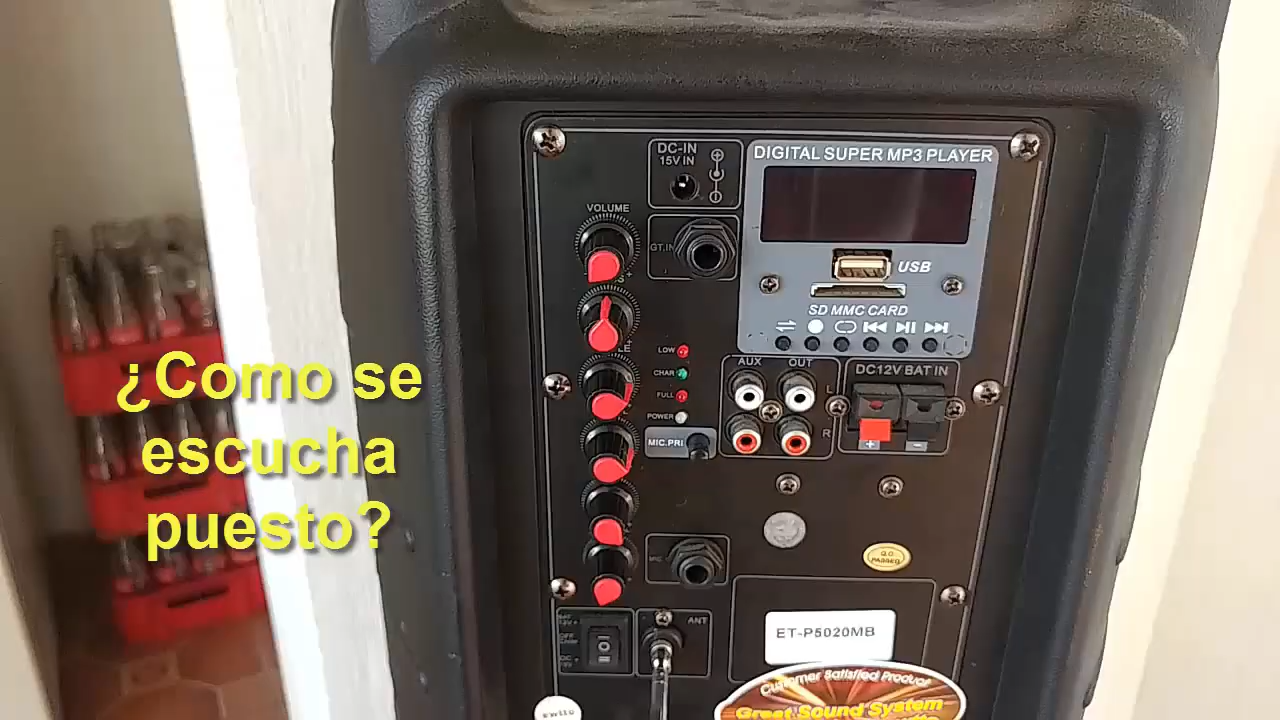 DC-IN
15V IN
DIGITAL SUPER MP3 PLAYER
VOLUME
GT.IN
USB
SD MMC CARD
LOW
CHAR
FULL
POWER
MIC.PRI
AUX
OUT
L
R
DC12V BAT IN
+
-
¿Como se
escucha
puesto?
MIC
Q.C
PASSED
ANT
ET-P5020MB
Customer Satisfied Product
Great Sound System